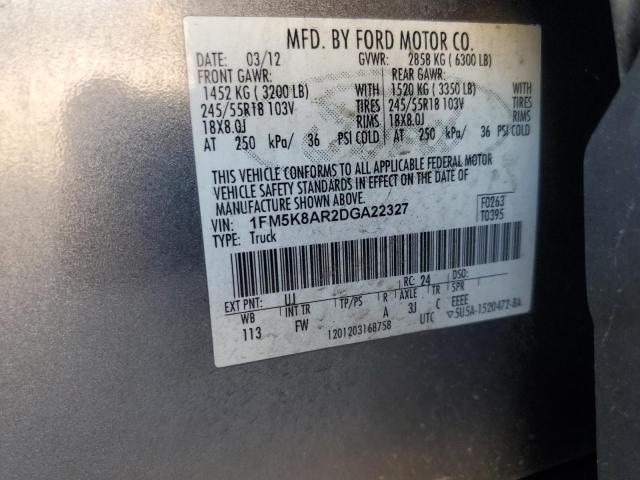 MFD. BY FORD MOTOR CO.
DATE: 03/12 GVWR: 2858 KG ( 6300 LB)
FRONT GAWR: REAR GAWR:
1452 KG ( 3200 LB) WITH 1520 KG ( 3350 LB) WITH
245/55R18 103V TIRES 245/55R18 103V TIRES
18X8.0J RIMS 18X8.0J RIMS
AT 250 kPa/ 36 PSI COLD AT 250 kPa/ 36 PSI COLD
THIS VEHICLE CONFORMS TO ALL APPLICABLE FEDERAL MOTOR
VEHICLE SAFETY STANDARDS IN EFFECT ON THE DATE OF
MANUFACTURE SHOWN ABOVE.
VIN: 1FM5K8AR2DGA22327 F0263
TYPE: Truck T0395
EXT PNT: UJ RC: 24 DSO:
WB INT TR TP/PS R AXLE TR SPR
113 FW A 3J C EEEE
1201203168758 UTC ▽5U5A-1520472-BA